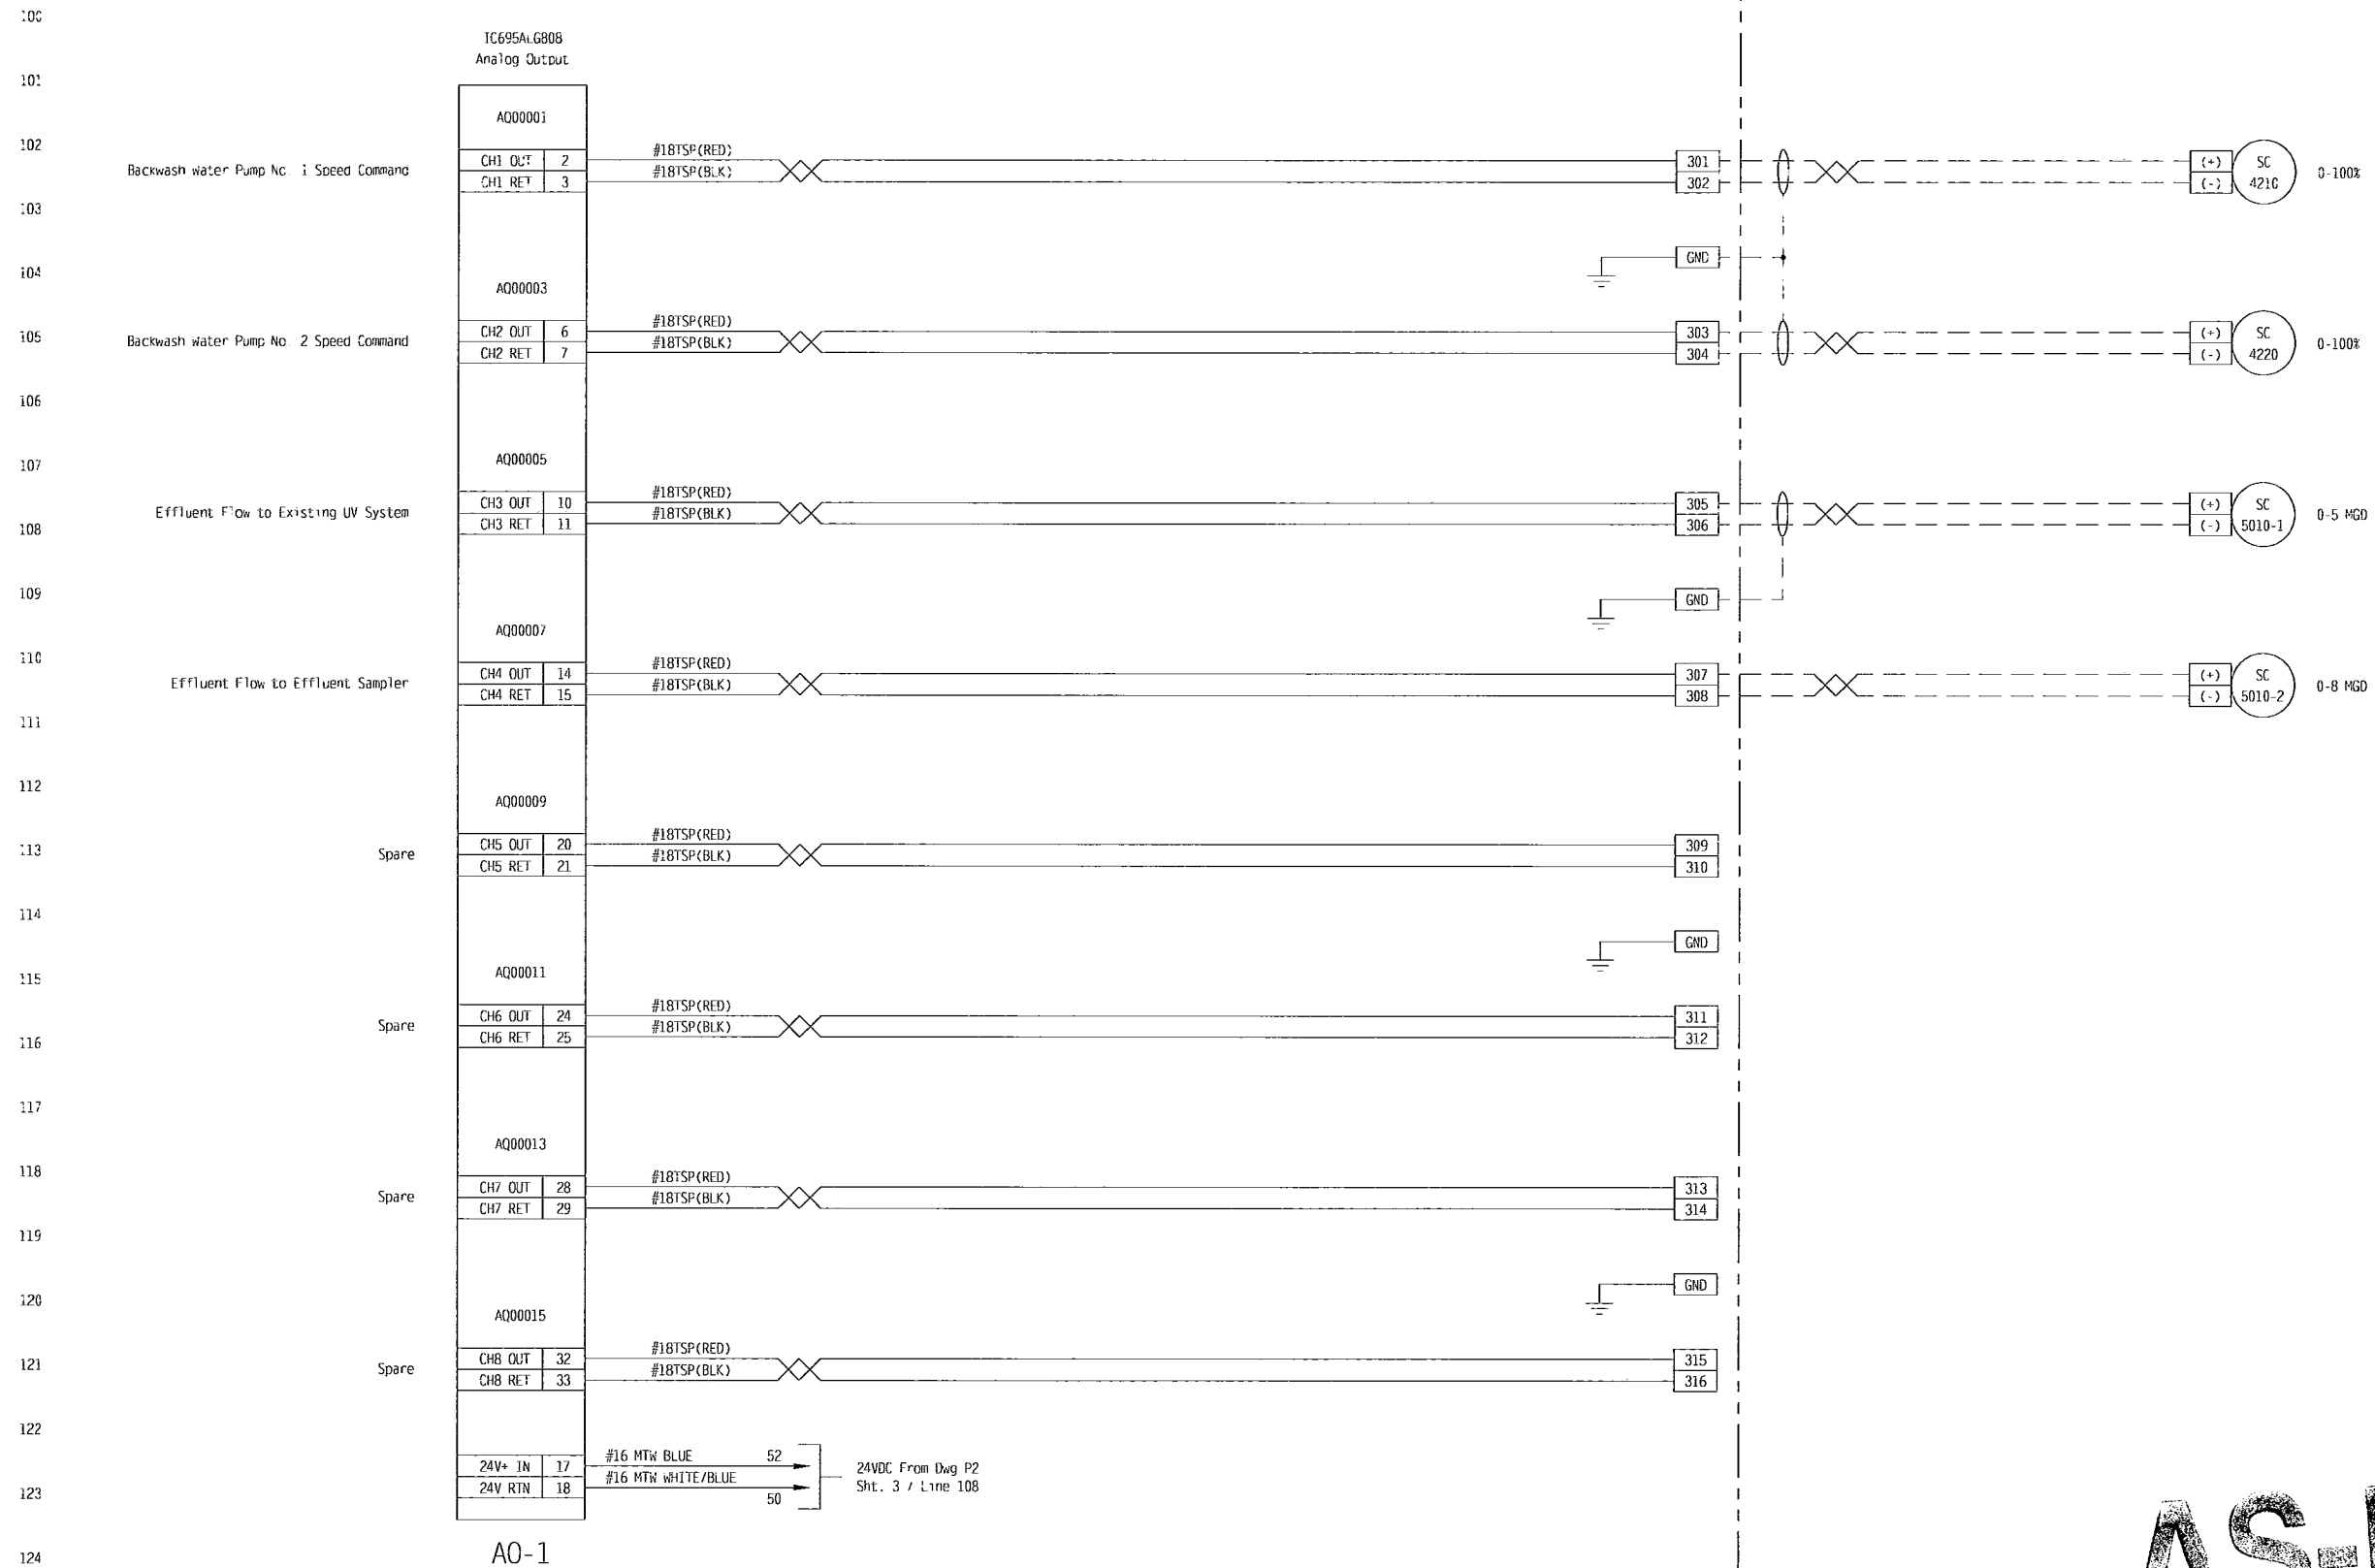 100
IC695ALG808
Analog Output
101
AQ00001
102
Backwash Water Pump No. 1 Speed Command
CH1 OUT 2
CH1 RET 3
#18TSP(RED)
#18TSP(BLK)
301
302
(+)
(-)
SC
4210
0-100%
103
GND
104
AQ00003
105
Backwash Water Pump No. 2 Speed Command
CH2 OUT 6
CH2 RET 7
#18TSP(RED)
#18TSP(BLK)
303
304
(+)
(-)
SC
4220
0-100%
106
107
AQ00005
Effluent Flow to Existing UV System
CH3 OUT 10
CH3 RET 11
#18TSP(RED)
#18TSP(BLK)
305
306
(+)
(-)
SC
5010-1
0-5 MGD
108
109
GND
AQ00007
110
Effluent Flow to Effluent Sampler
CH4 OUT 14
CH4 RET 15
#18TSP(RED)
#18TSP(BLK)
307
308
(+)
(-)
SC
5010-2
0-8 MGD
111
112
AQ00009
113
Spare
CH5 OUT 20
CH5 RET 21
#18TSP(RED)
#18TSP(BLK)
309
310
114
GND
115
AQ00011
Spare
CH6 OUT 24
CH6 RET 25
#18TSP(RED)
#18TSP(BLK)
311
312
116
117
AQ00013
118
Spare
CH7 OUT 28
CH7 RET 29
#18TSP(RED)
#18TSP(BLK)
313
314
119
GND
120
AQ00015
121
Spare
CH8 OUT 32
CH8 RET 33
#18TSP(RED)
#18TSP(BLK)
315
316
122
24V+ IN 17
24V RTN 18
#16 MTW BLUE 52
#16 MTW WHITE/BLUE
50
24VDC From Dwg P2
Sht. 3 / Line 108
123
124
AO-1